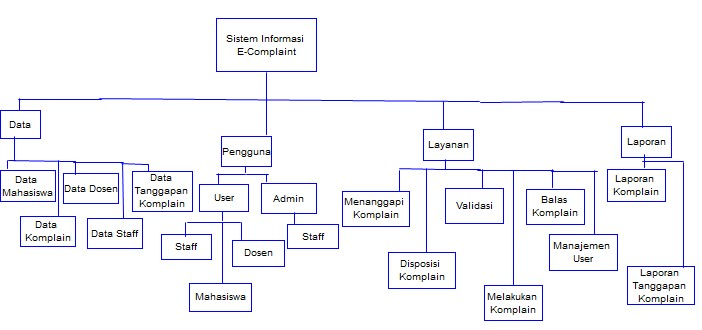 Sistem Informasi
E-Complaint
Data
Pengguna
Layanan
Laporan
Data
Mahasiswa
Data Dosen
Data
Tanggapan
Komplain
Data
Komplain
Data Staff
User
Admin
Staff
Dosen
Staff
Mahasiswa
Menanggapi
Komplain
Validasi
Balas
Komplain
Disposisi
Komplain
Melakukan
Komplain
Manajemen
User
Laporan
Komplain
Laporan
Tanggapan
Komplain